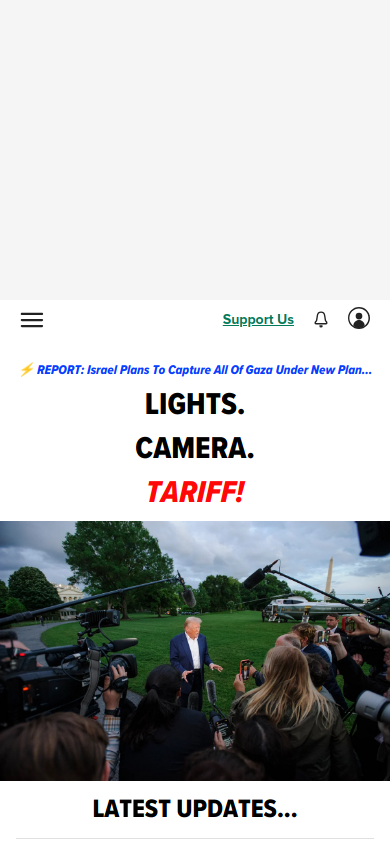 Support Us
⚡ REPORT: Israel Plans To Capture All Of Gaza Under New Plan...
LIGHTS.
CAMERA.
TARIFF!
LATEST UPDATES...